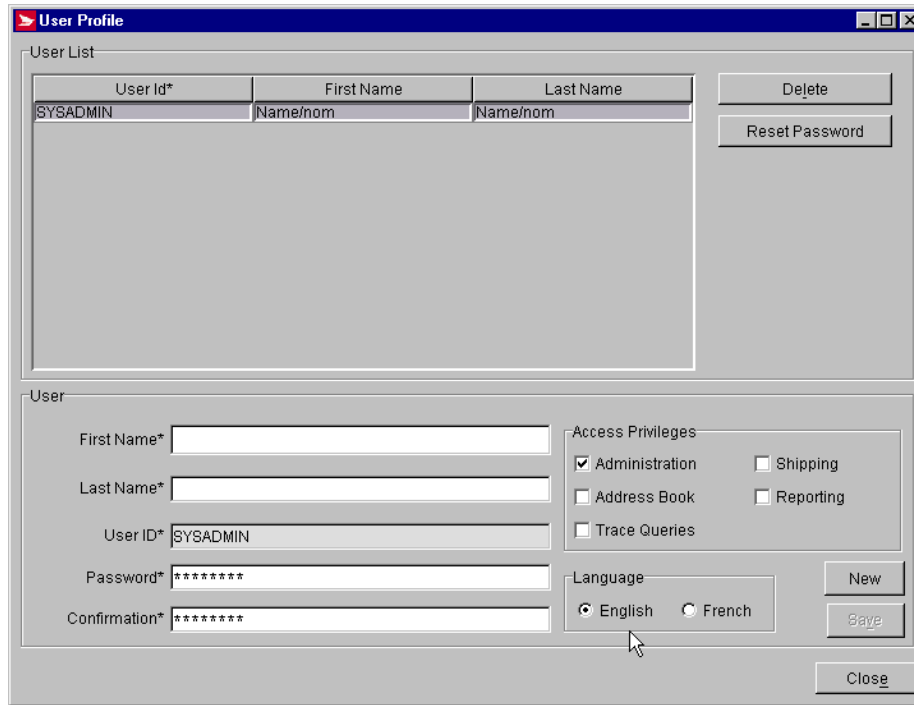 User Profile
User List
User Id* First Name Last Name
SYSADMIN Name/nom Name/nom
Delete
Reset Password
User
First Name*
Last Name*
User ID* SYSADMIN
Password* ********
Confirmation* ********
Access Privileges
Administration Shipping
Address Book Reporting
Trace Queries
Language
English French
New
Save
Close